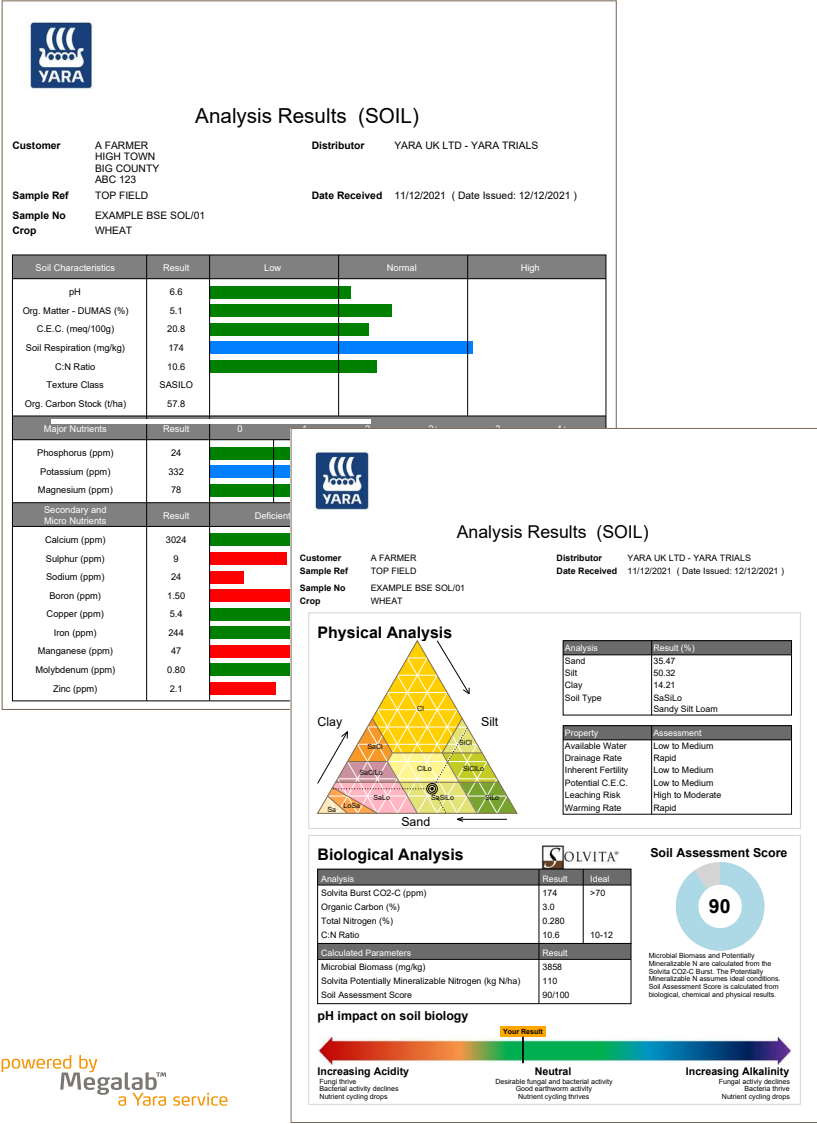 YARA
Analysis Results (SOIL)
Customer A FARMER Distributor YARA UK LTD - YARA TRIALS
HIGH TOWN
BIG COUNTY
ABC 123
Sample Ref TOP FIELD Date Received 11/12/2021 ( Date Issued: 12/12/2021 )
Sample No EXAMPLE BSE SOL/01
Crop WHEAT
Soil Characteristics Result Low Normal High
pH 6.6
Org. Matter - DUMAS (%) 5.1
C.E.C. (meq/100g) 20.8
Soil Respiration (mg/kg) 174
C:N Ratio 10.6
Texture Class SASILO
Org. Carbon Stock (t/ha) 57.8
Major Nutrients Result 0
Phosphorus (ppm) 24
Potassium (ppm) 332
Magnesium (ppm) 78
Secondary and
Micro Nutrients Result Deficient
Calcium (ppm) 3024
Sulphur (ppm) 9
Sodium (ppm) 24
Boron (ppm) 1.50
Copper (ppm) 5.4
Iron (ppm) 244
Manganese (ppm) 47
Molybdenum (ppm) 0.80
Zinc (ppm) 2.1
YARA
Analysis Results (SOIL)
Customer A FARMER Distributor YARA UK LTD - YARA TRIALS
Sample Ref TOP FIELD Date Received 11/12/2021 ( Date Issued: 12/12/2021 )
Sample No EXAMPLE BSE SOL/01
Crop WHEAT
Physical Analysis
Clay Silt
Cl
SaCl SiCl
SaClLo ClLo SiClLo
Sa LoSa SaLo SaSiLo SiLo
Sand
Analysis Result (%)
Sand 35.47
Silt 50.32
Clay 14.21
Soil Type SaSiLo
Sandy Silt Loam
Property Assessment
Available Water Low to Medium
Drainage Rate Rapid
Inherent Fertility Low to Medium
Potential C.E.C. Low to Medium
Leaching Risk High to Moderate
Warming Rate Rapid
Biological Analysis SOLVITA®
Analysis Result Ideal
Solvita Burst CO2-C (ppm) 174 >70
Organic Carbon (%) 3.0
Total Nitrogen (%) 0.280
C:N Ratio 10.6 10-12
Calculated Parameters Result
Microbial Biomass (mg/kg) 3858
Solvita Potentially Mineralizable Nitrogen (kg N/ha) 110
Soil Assessment Score 90/100
Soil Assessment Score
90
Microbial Biomass and Potentially
Mineralizable N are calculated from the
Solvita CO2-C Burst. The Potentially
Mineralizable N assumes ideal conditions.
Soil Assessment Score is calculated from
biological, chemical and physical results.
pH impact on soil biology
Your Result
Increasing Acidity Neutral Increasing Alkalinity
Fungi thrive Desirable fungal and bacterial activity Fungal activiy declines
Bacterial activity declines Good earthworm activity Bacteria thrive
Nutrient cycling drops Nutrient cycling thrives Nutrient cycling drops
powered by
Megalab™
a Yara service